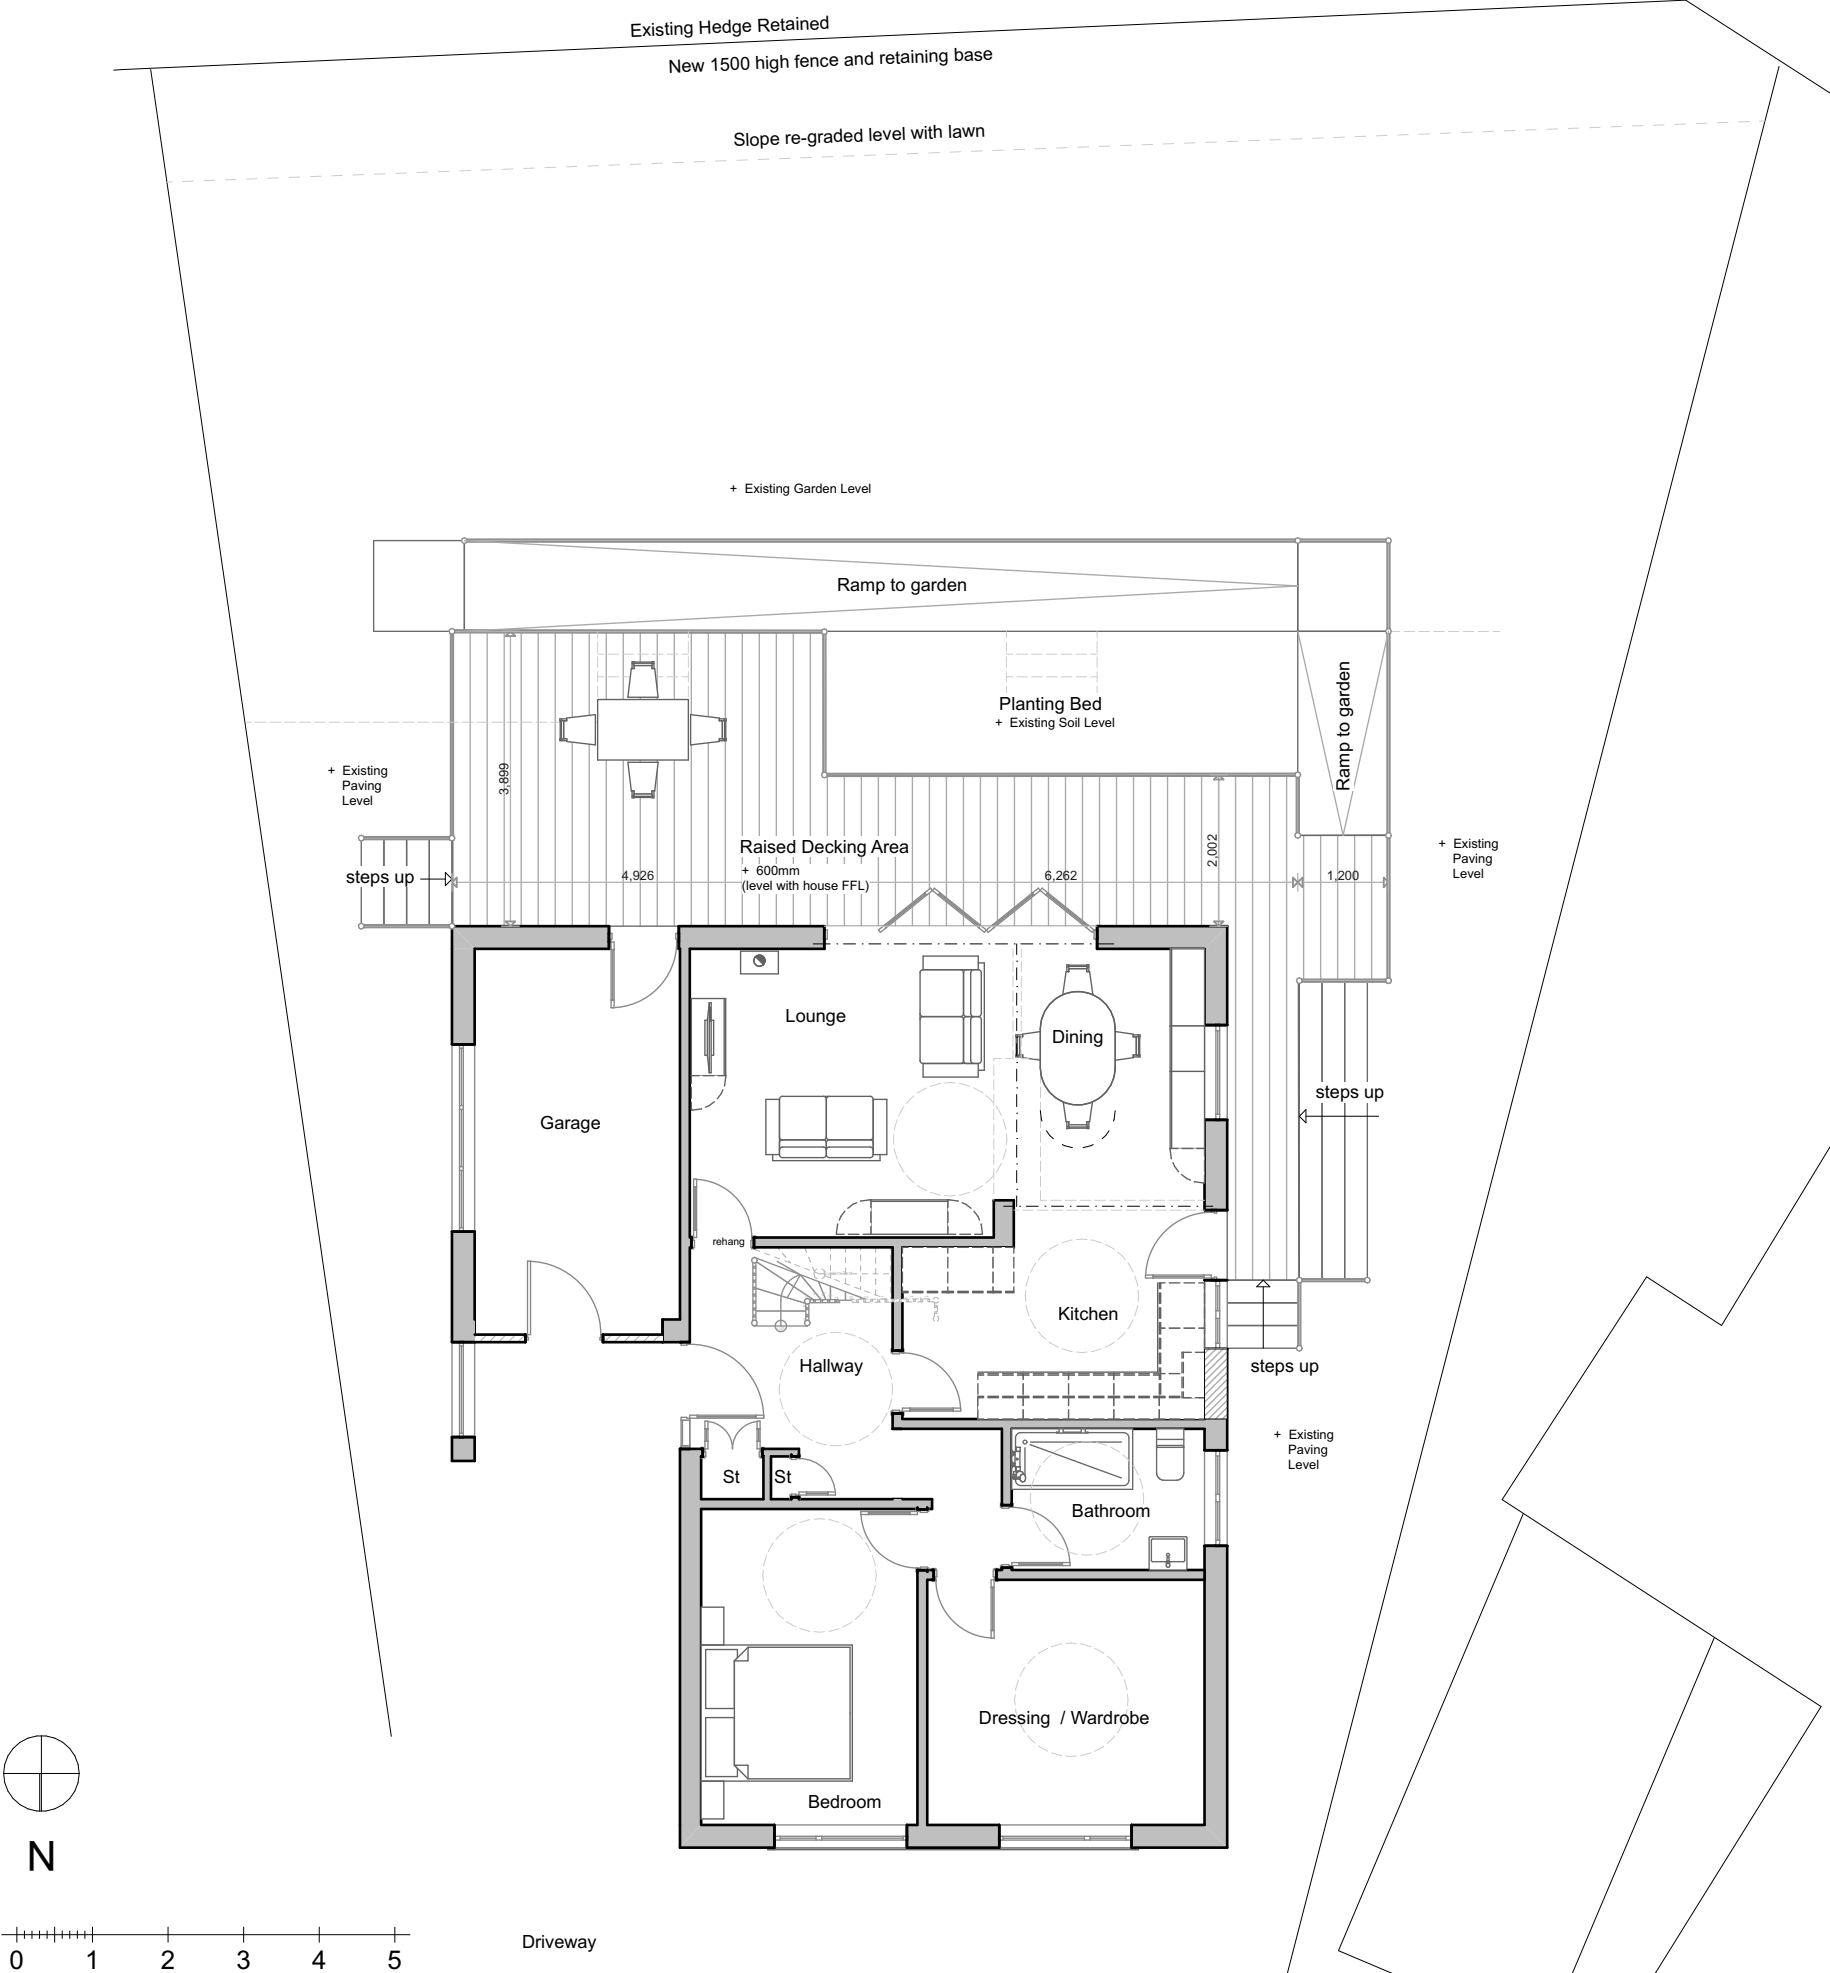 Existing Hedge Retained
New 1500 high fence and retaining base
Slope re-graded level with lawn
+ Existing Garden Level
Ramp to garden
Ramp to garden
Planting Bed
+ Existing Soil Level
+ Existing
Paving
Level
3,899
2,002
Raised Decking Area
+ 600mm
(level with house FFL)
4,926
6,262
1,200
steps up
+ Existing
Paving
Level
Lounge
Dining
steps up
Garage
rehang
Kitchen
Hallway
steps up
+ Existing
Paving
Level
St
St
Bathroom
Dressing / Wardrobe
Bedroom
N
Driveway
0 1 2 3 4 5